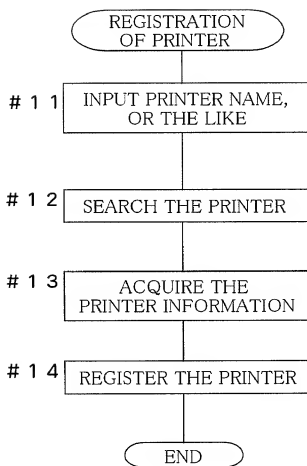 REGISTRATION
OF PRINTER
#11 INPUT PRINTER NAME,
OR THE LIKE
#12 SEARCH THE PRINTER
#13 ACQUIRE THE
PRINTER INFORMATION
#14 REGISTER THE PRINTER
END